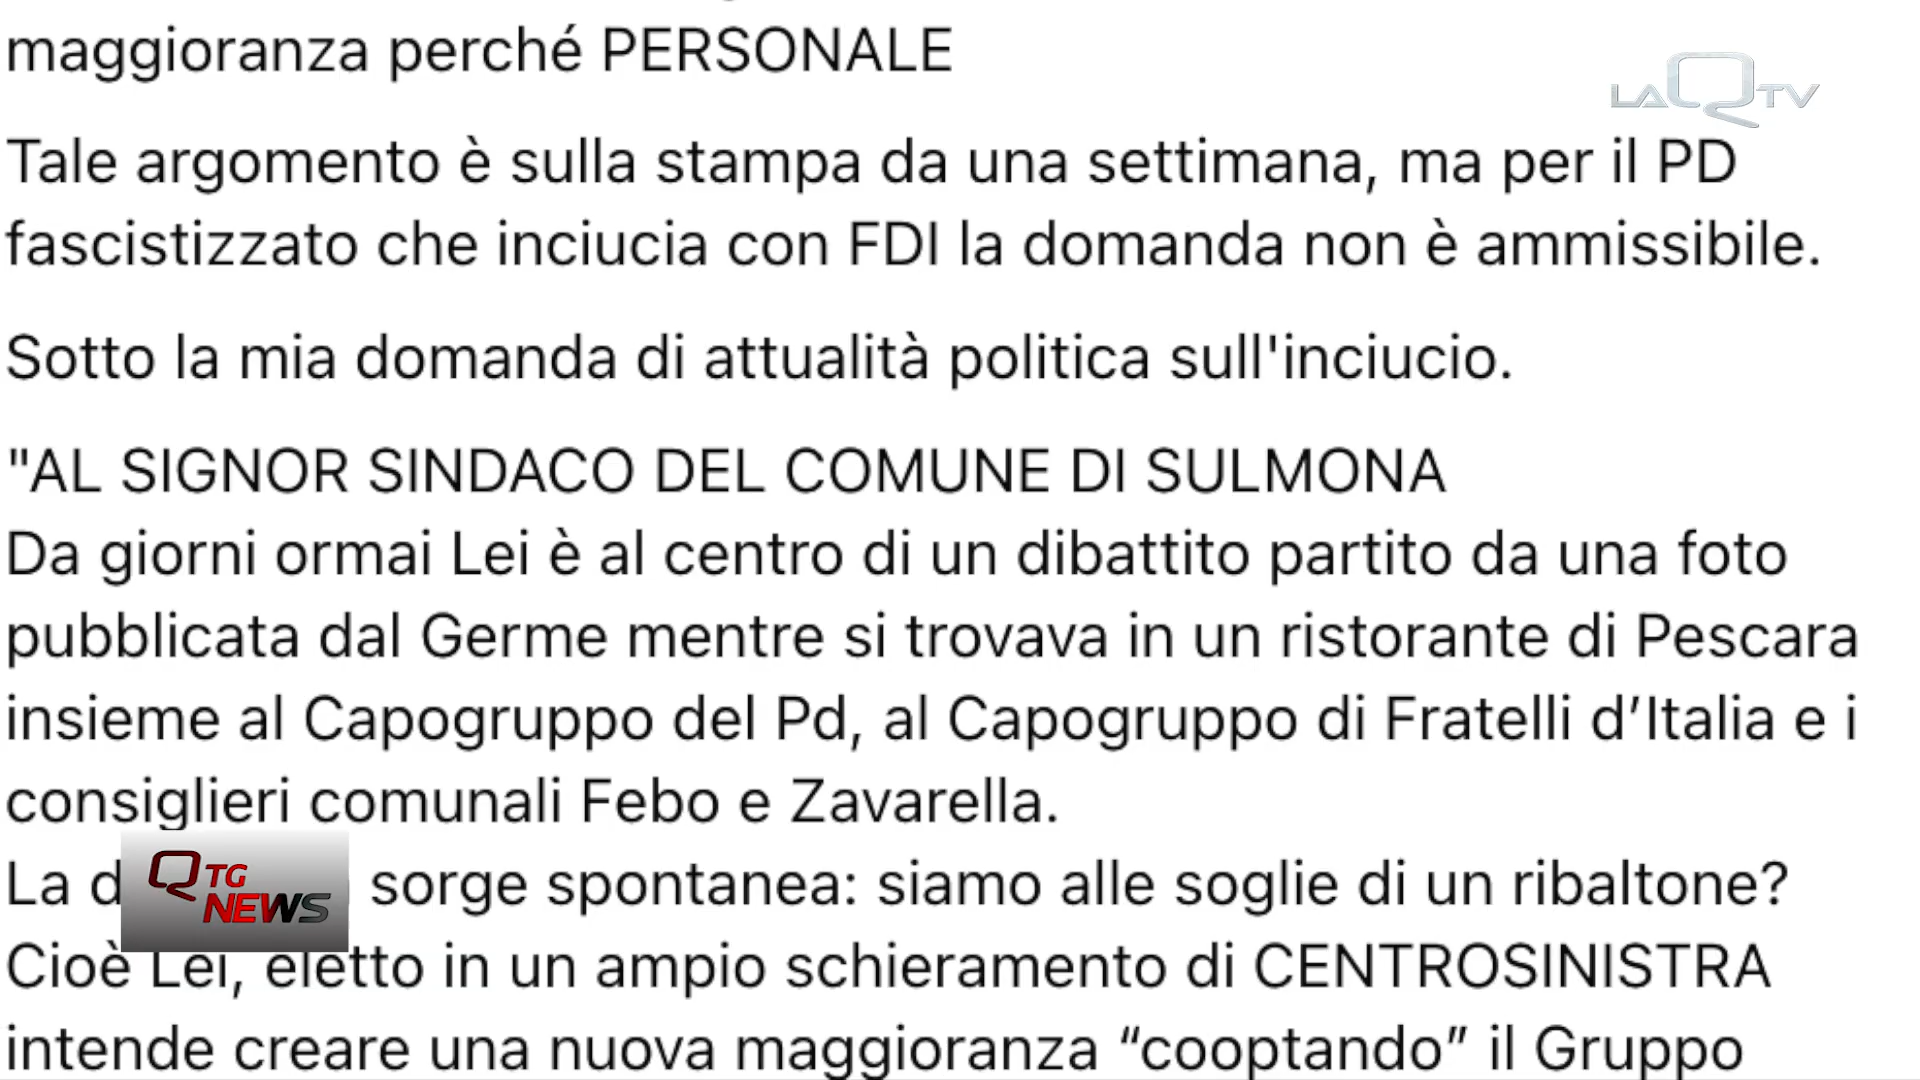 maggioranza perché PERSONALE
LAQTV
Tale argomento è sulla stampa da una settimana, ma per il PD
fascistizzato che inciucia con FDI la domanda non è ammissibile.
Sotto la mia domanda di attualità politica sull'inciucio.
"AL SIGNOR SINDACO DEL COMUNE DI SULMONA
Da giorni ormai Lei è al centro di un dibattito partito da una foto
pubblicata dal Germe mentre si trovava in un ristorante di Pescara
insieme al Capogruppo del Pd, al Capogruppo di Fratelli d’Italia e i
consiglieri comunali Febo e Zavarella.
La sorge spontanea: siamo alle soglie di un ribaltone?
Q TG
NEWS
Cioè Lei, eletto in un ampio schieramento di CENTROSINISTRA
intende creare una nuova maggioranza “cooptando” il Gruppo